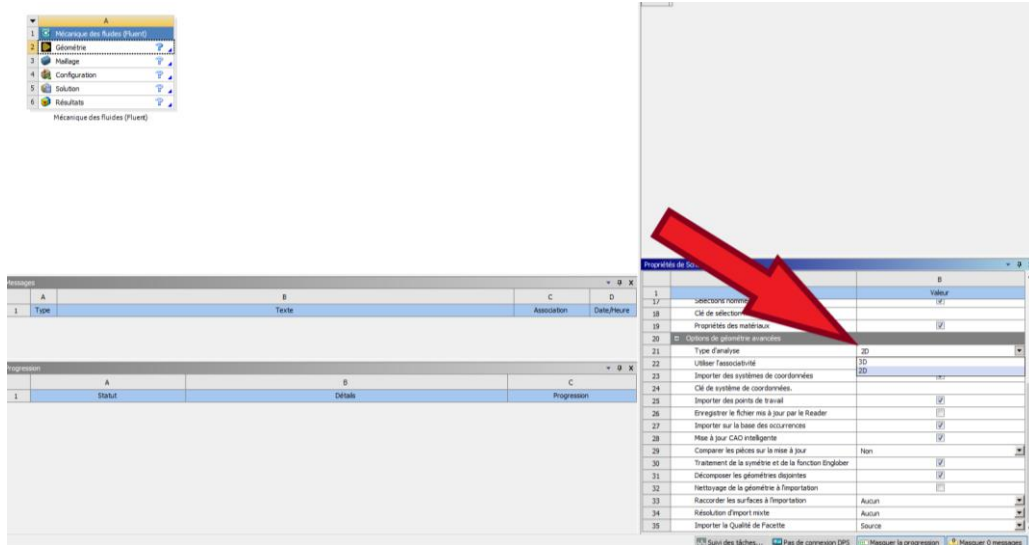 A
1 Mécanique des fluides (Fluent)
2 Géométrie
3 Maillage
4 Configuration
5 Solution
6 Résultats
Mécanique des fluides (Fluent)
Messages
A B C D
1 Type Texte Association Date/Heure
Progression
A B C
1 Statut Détails Progression
Propriétés de
B
1 Valeur
17 Sélections
18 Clé de sélection
19 Propriétés des matériaux
20 Options de géométrie avancées
21 Type d'analyse 2D
22 Utiliser l'associativité 3D
2D
23 Importer des systèmes de coordonnées
24 Clé de système de coordonnées.
25 Importer des points de travail
26 Enregistrer le fichier mis à jour par le Reader
27 Importer sur la base des occurrences
28 Mise à jour CAO intelligente
29 Comparer les pièces sur la mise à jour Non
30 Traitement de la symétrie et de la fonction Englober
31 Décomposer les géométries disjointes
32 Nettoyage de la géométrie à l'importation
33 Raccorder les surfaces à l'importation Aucun
34 Résolution d'import mixte Aucun
35 Importer la Qualité de Facette Source
Suivi des tâches... Pas de connexion DPS Masquer la progression Masquer 0 messages